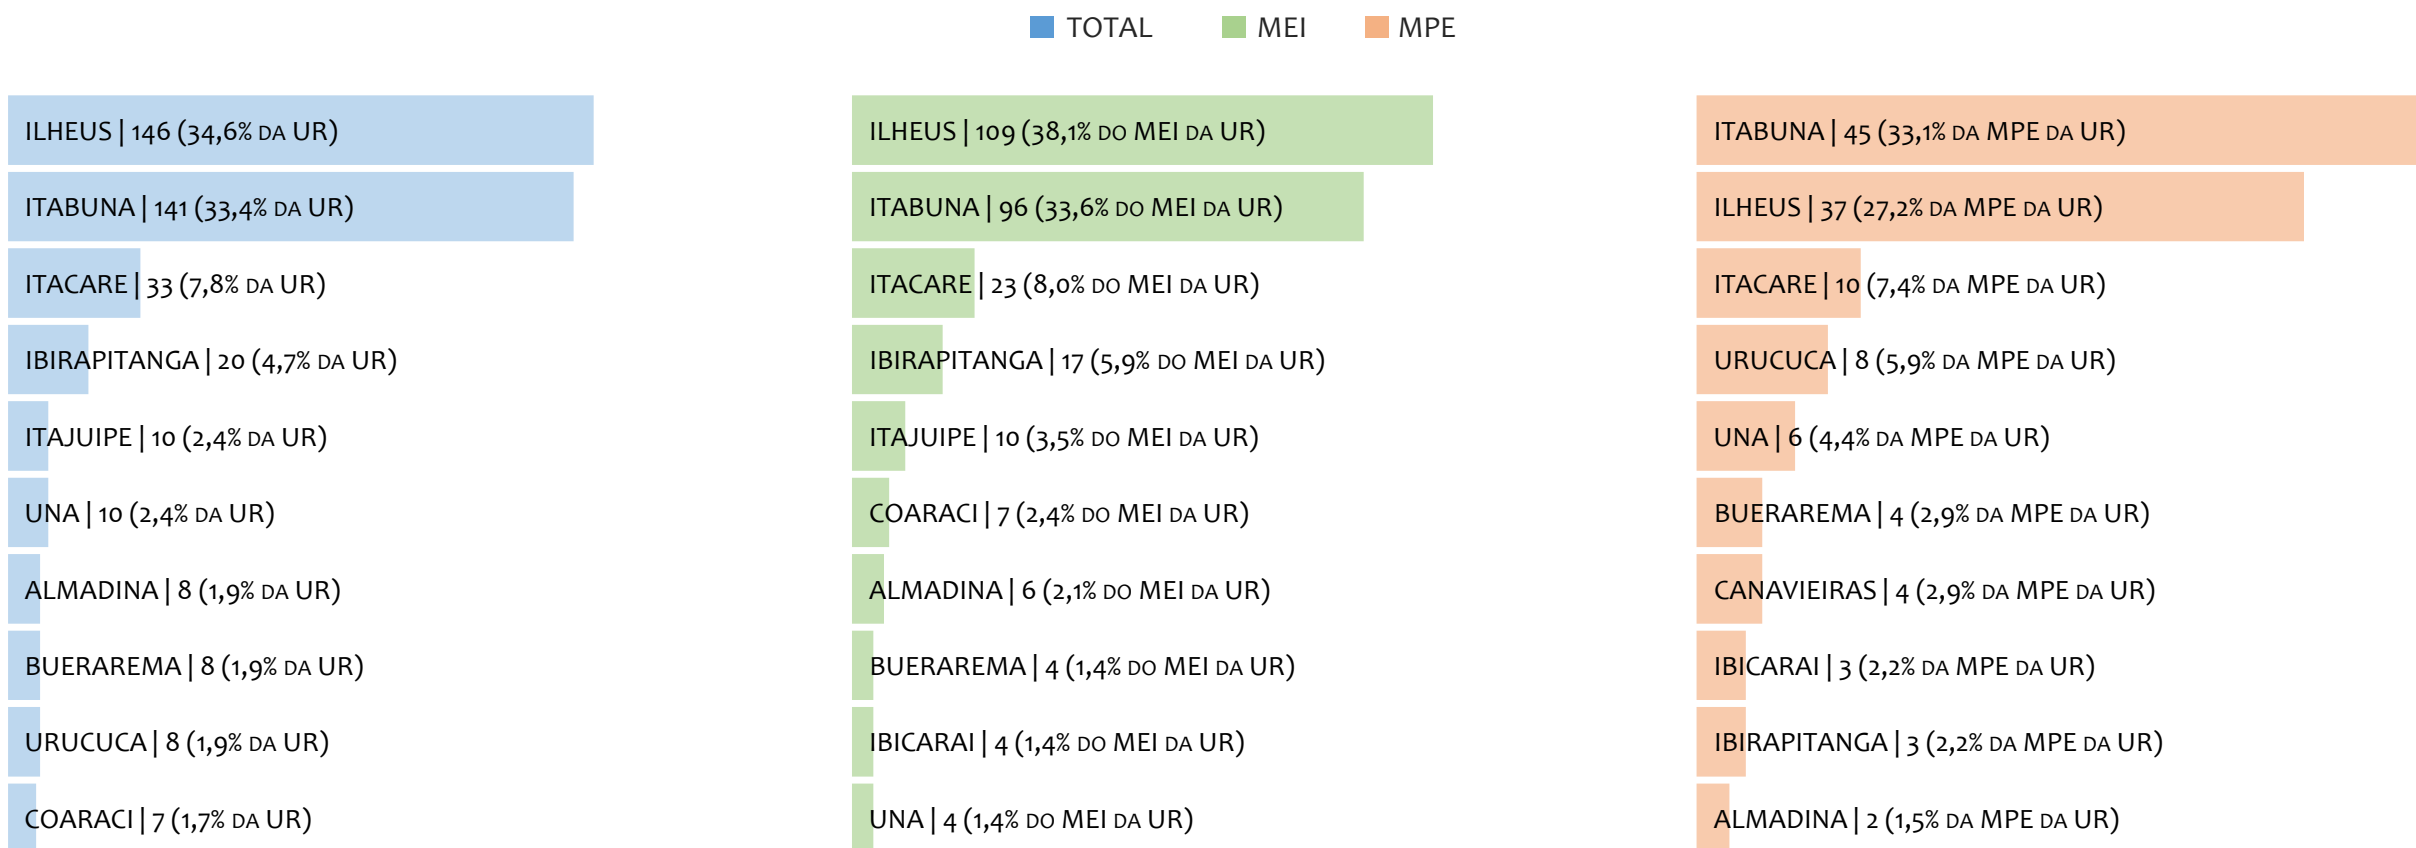 TOTAL MEI MPE
ILHEUS | 146 (34,6% DA UR)
ITABUNA | 141 (33,4% DA UR)
ITACARE | 33 (7,8% DA UR)
IBIRAPITANGA | 20 (4,7% DA UR)
ITAJUIPE | 10 (2,4% DA UR)
UNA | 10 (2,4% DA UR)
ALMADINA | 8 (1,9% DA UR)
BUERAREMA | 8 (1,9% DA UR)
URUCUCA | 8 (1,9% DA UR)
COARACI | 7 (1,7% DA UR)
ILHEUS | 109 (38,1% DO MEI DA UR)
ITABUNA | 96 (33,6% DO MEI DA UR)
ITACARE | 23 (8,0% DO MEI DA UR)
IBIRAPITANGA | 17 (5,9% DO MEI DA UR)
ITAJUIPE | 10 (3,5% DO MEI DA UR)
COARACI | 7 (2,4% DO MEI DA UR)
ALMADINA | 6 (2,1% DO MEI DA UR)
BUERAREMA | 4 (1,4% DO MEI DA UR)
IBICARAI | 4 (1,4% DO MEI DA UR)
UNA | 4 (1,4% DO MEI DA UR)
ITABUNA | 45 (33,1% DA MPE DA UR)
ILHEUS | 37 (27,2% DA MPE DA UR)
ITACARE | 10 (7,4% DA MPE DA UR)
URUCUCA | 8 (5,9% DA MPE DA UR)
UNA | 6 (4,4% DA MPE DA UR)
BUERAREMA | 4 (2,9% DA MPE DA UR)
CANAVIEIRAS | 4 (2,9% DA MPE DA UR)
IBICARAI | 3 (2,2% DA MPE DA UR)
IBIRAPITANGA | 3 (2,2% DA MPE DA UR)
ALMADINA | 2 (1,5% DA MPE DA UR)